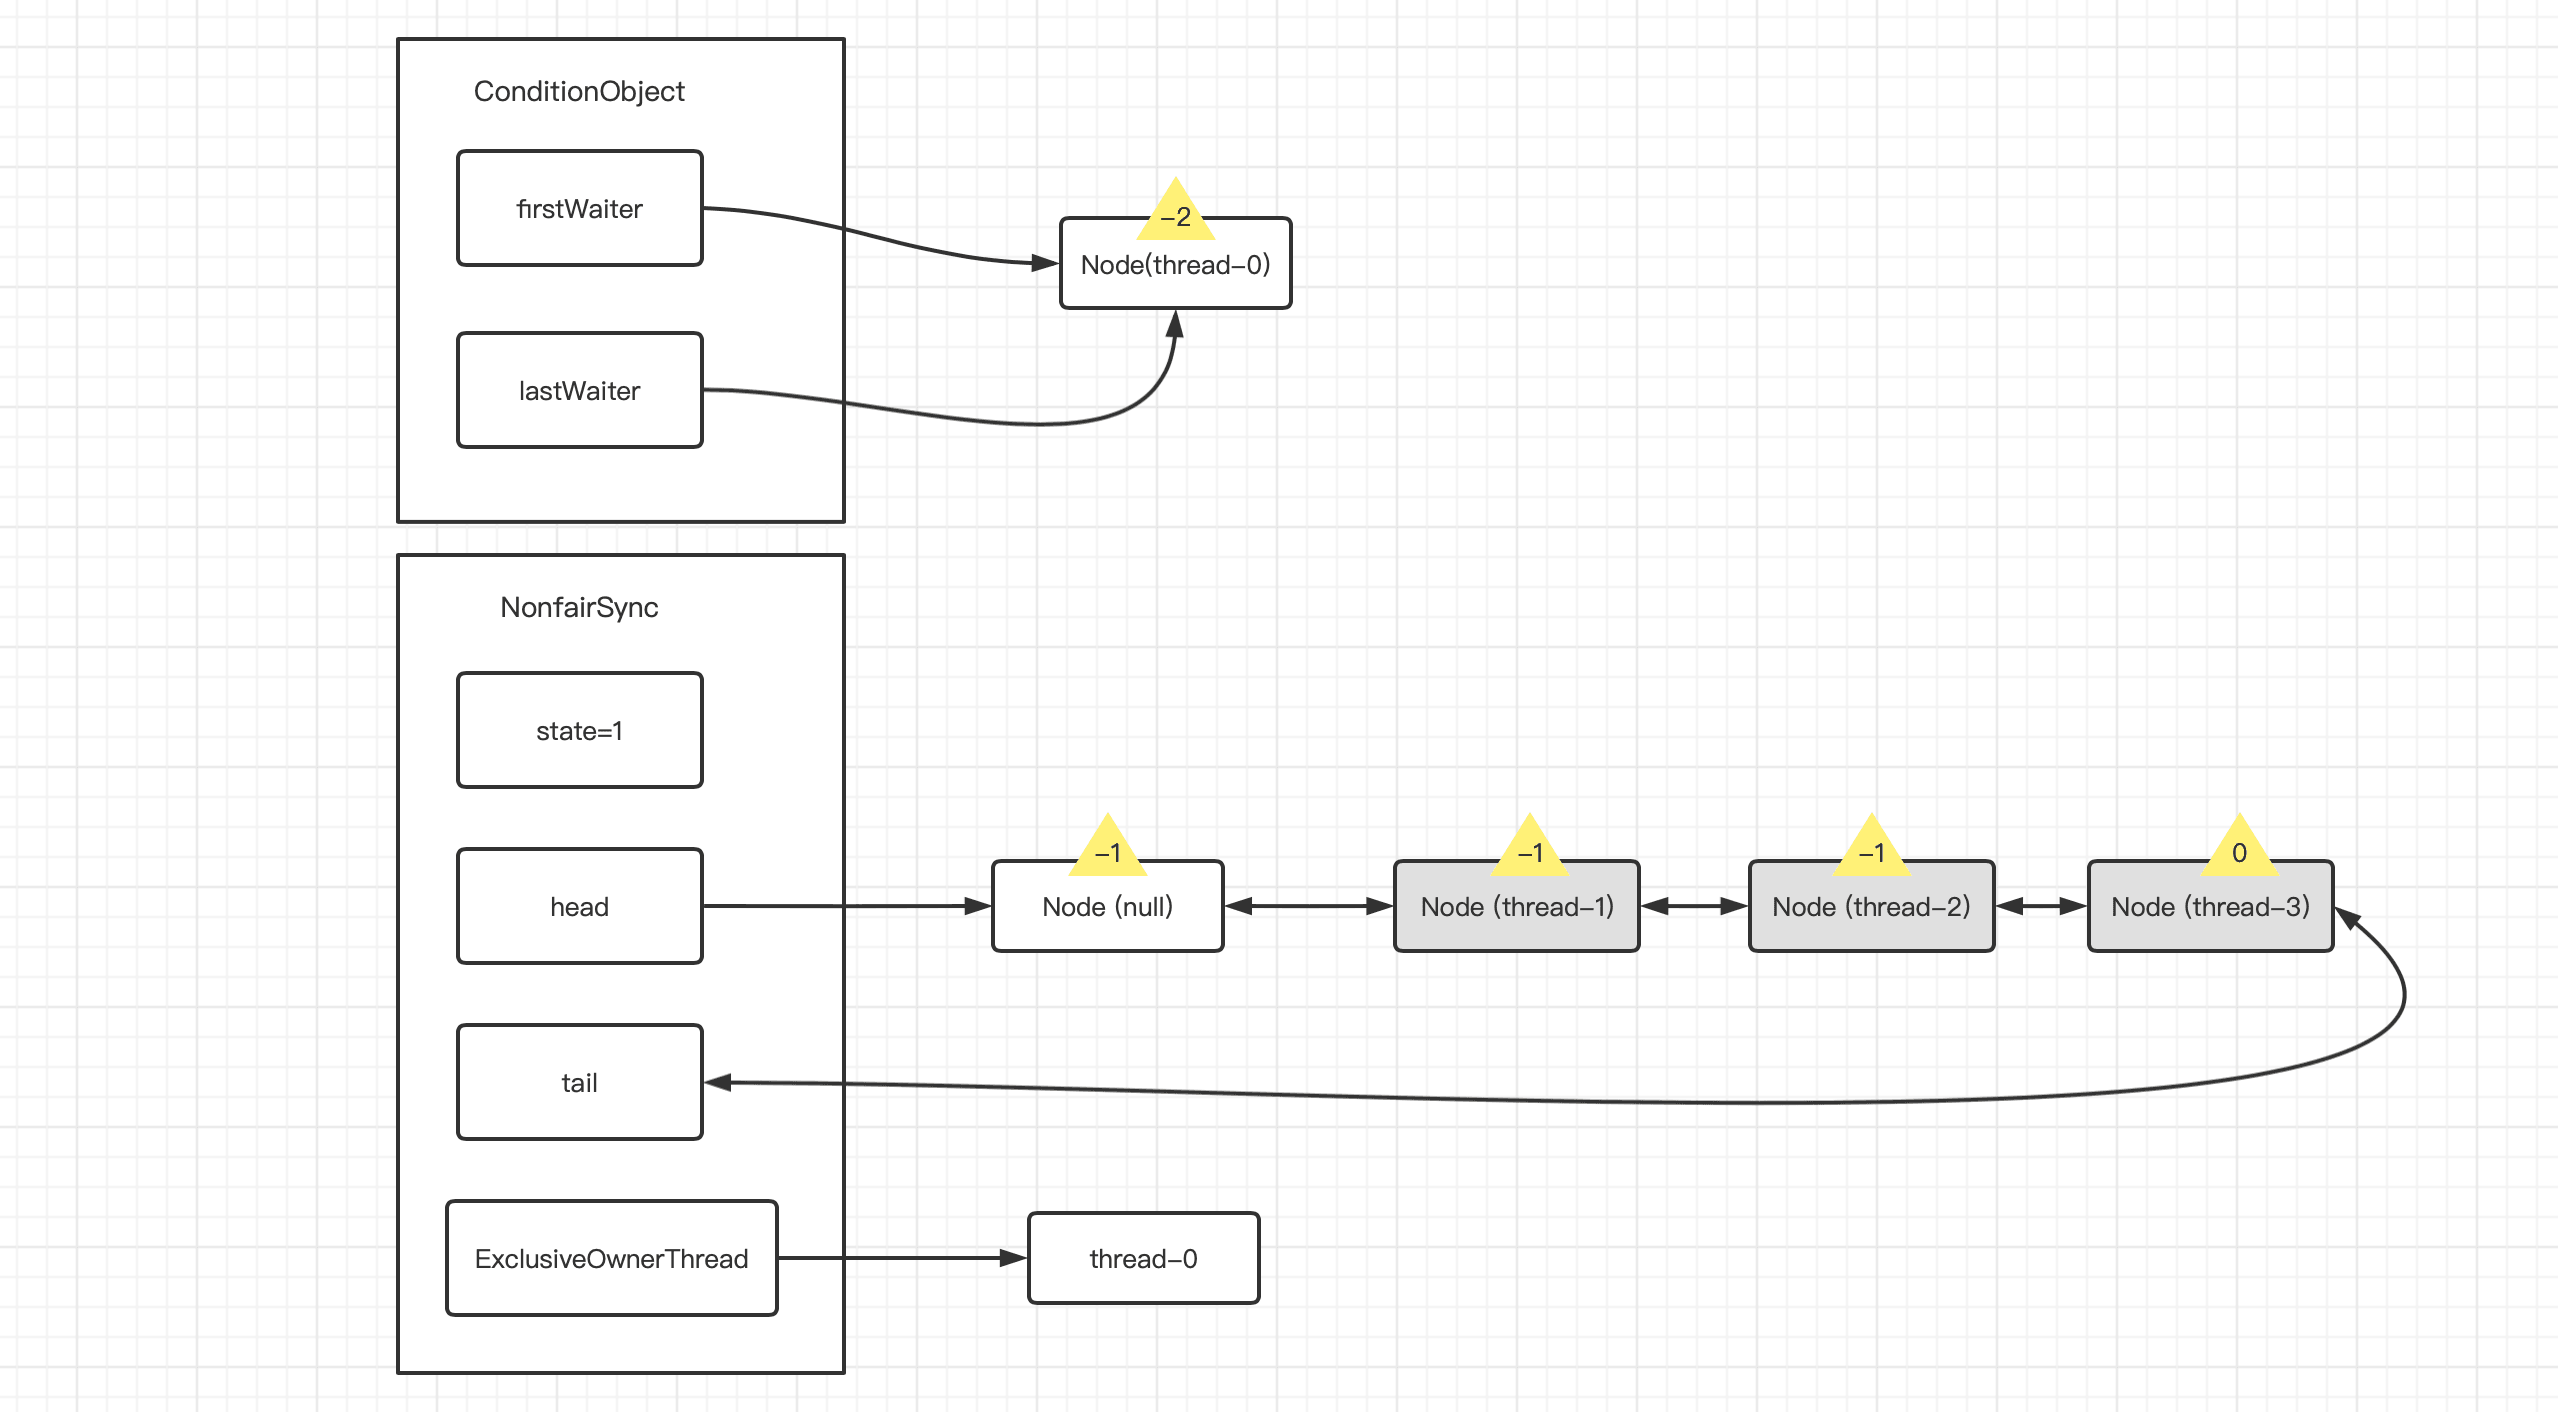 ConditionObject
firstWaiter
-2
Node(thread-0)
lastWaiter
NonfairSync
state=1
head
-1
Node (null)
-1
Node (thread-1)
-1
Node (thread-2)
0
Node (thread-3)
tail
ExclusiveOwnerThread
thread-0